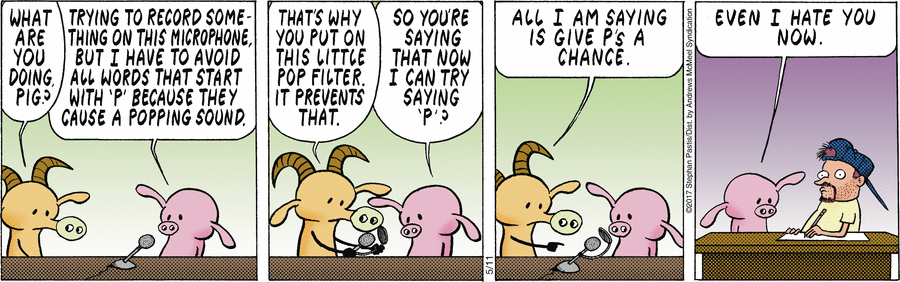 WHAT
ARE
YOU
DOING,
PIG?
TRYING TO RECORD SOME-
THING ON THIS MICROPHONE,
BUT I HAVE TO AVOID
ALL WORDS THAT START
WITH 'P' BECAUSE THEY
CAUSE A POPPING SOUND.
THAT'S WHY
YOU PUT ON
THIS LITTLE
POP FILTER.
IT PREVENTS
THAT.
SO YOU'RE
SAYING
THAT NOW
I CAN TRY
SAYING
'P'?
5/11
ALL I AM SAYING
IS GIVE P's A
CHANCE.
©2017 Stephan Pastis/Dist. by Andrews McMeel Syndication
EVEN I HATE YOU
NOW.